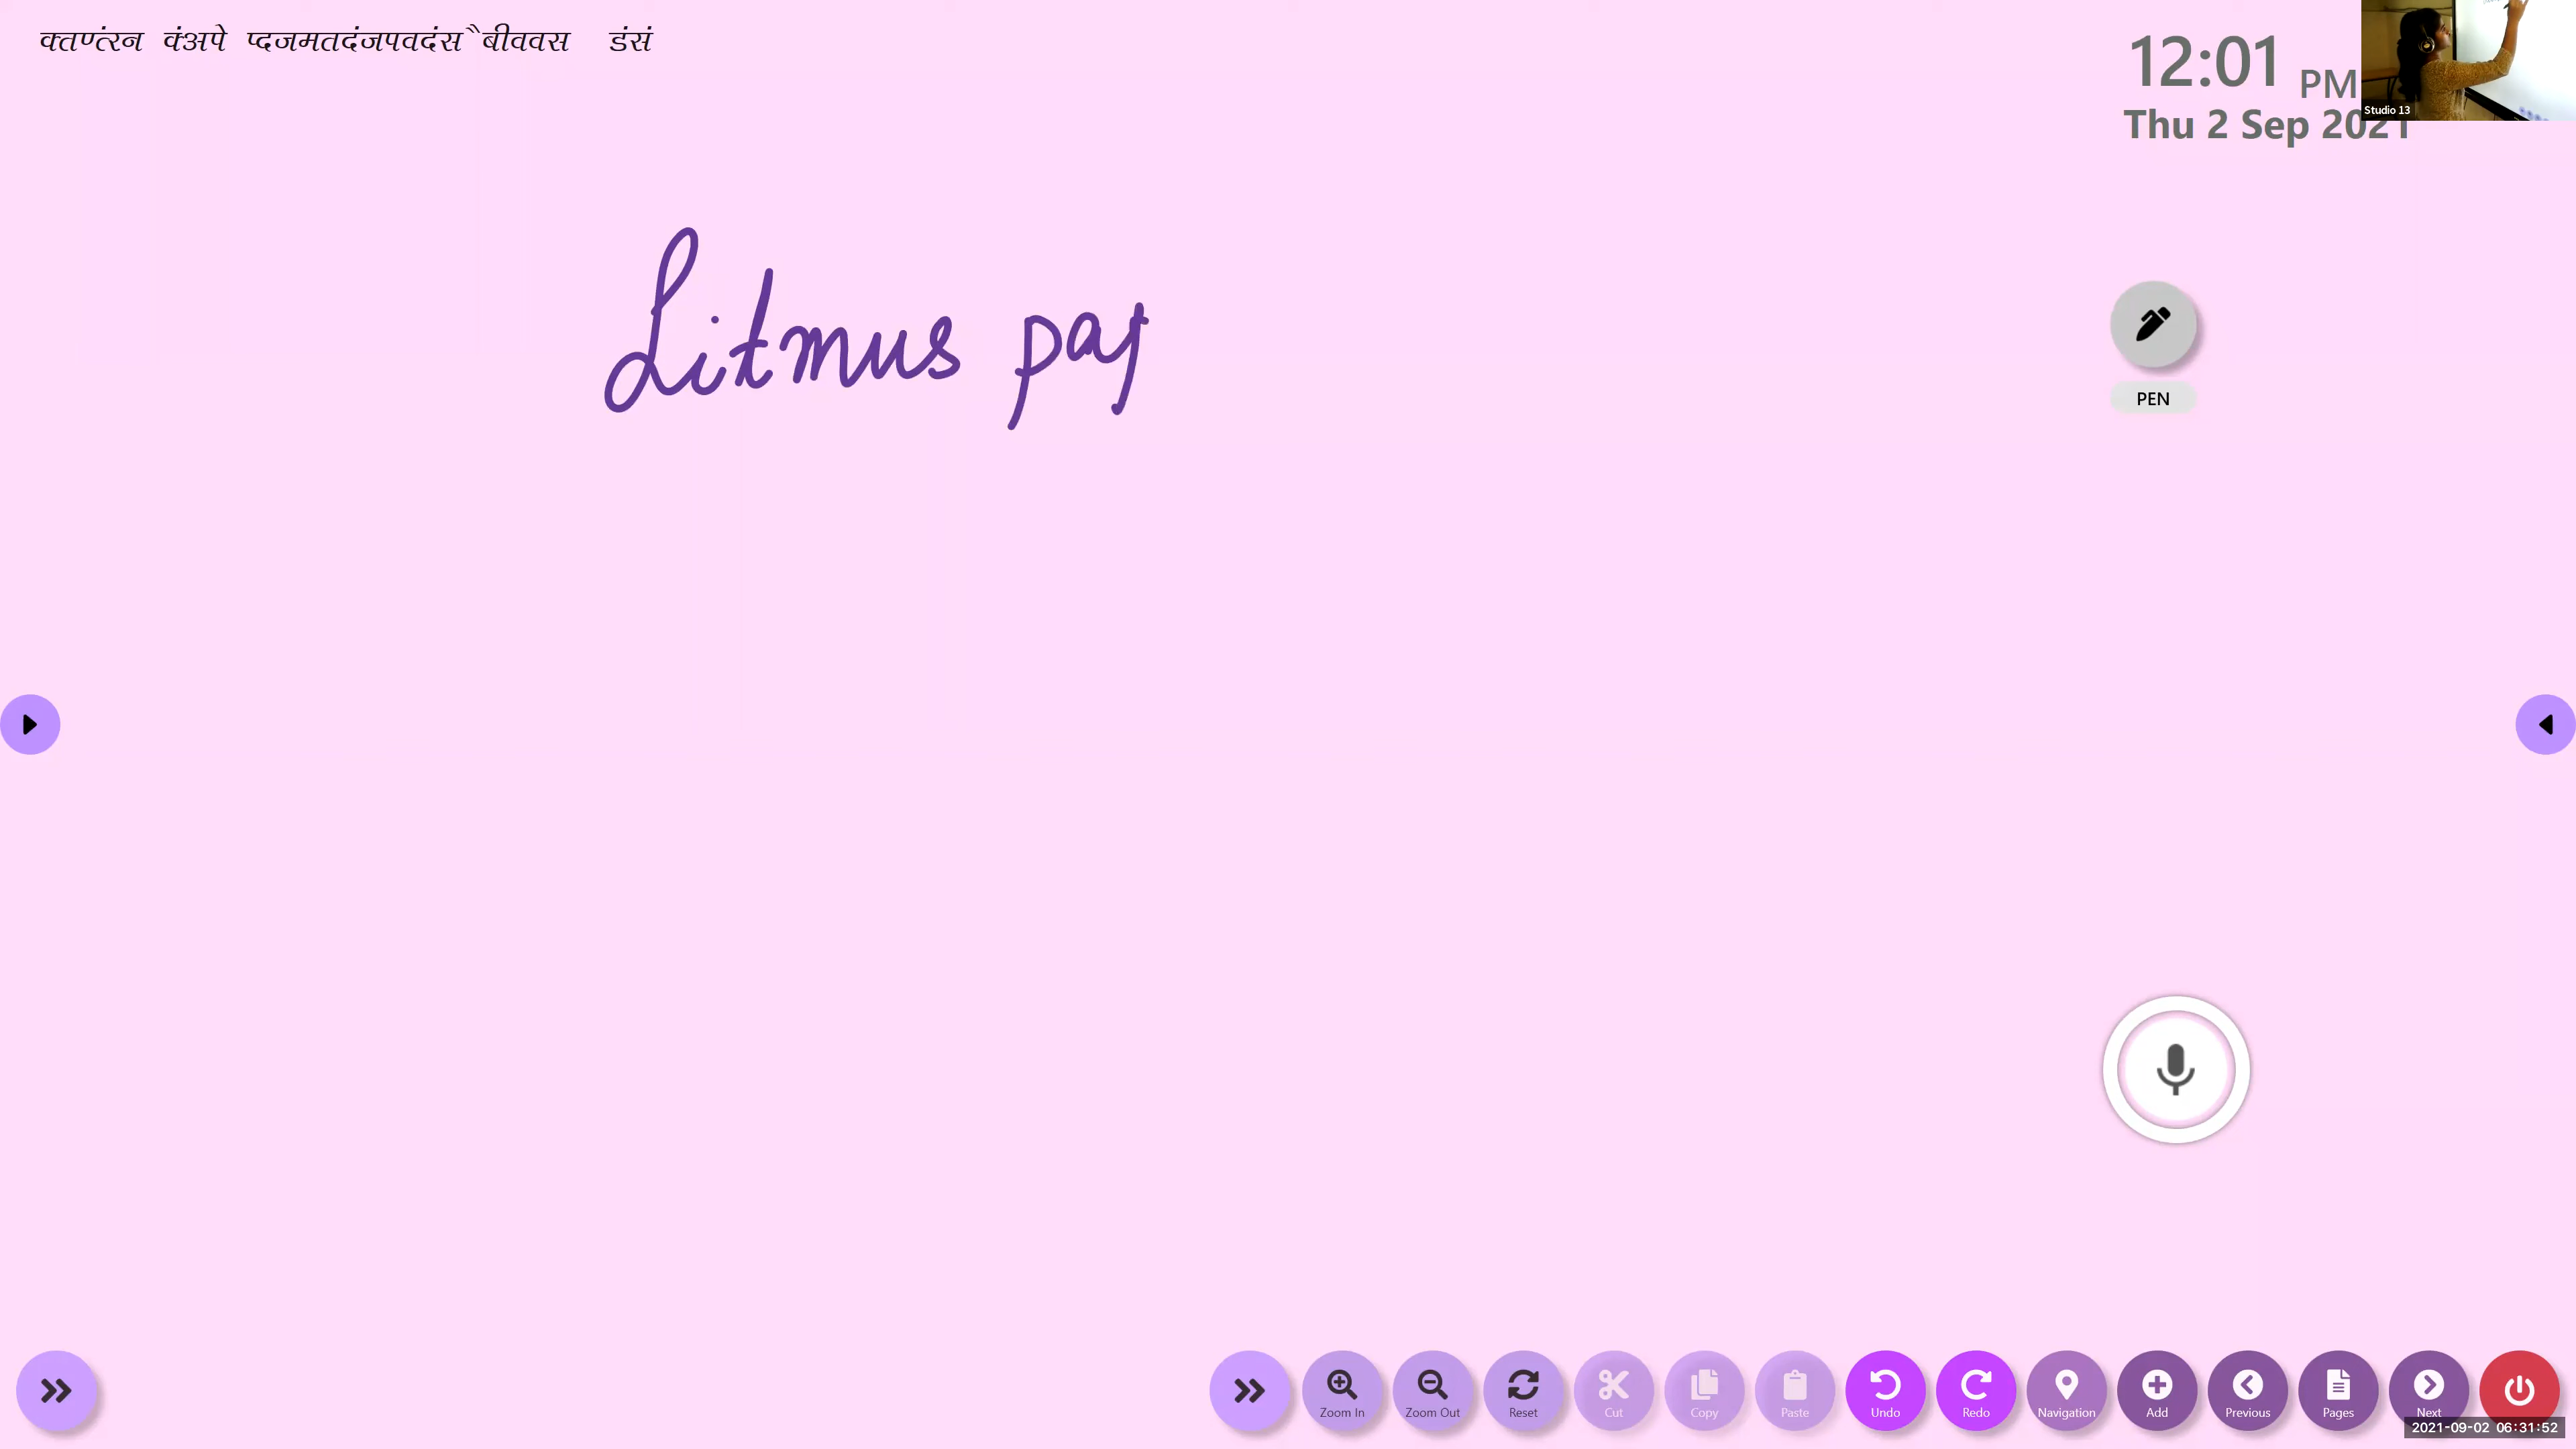 क्तण्त्ंरन क्ंअपे प्दजमतदंजपवदंस ैबीववस डंसं
12:01 PM
Studio 13
Thu 2 Sep 2021
Litmus pap
PEN
Zoom In Zoom Out Reset Cut Copy Paste Undo Redo Navigation Add Previous Pages Next
2021-09-02 06:31:52